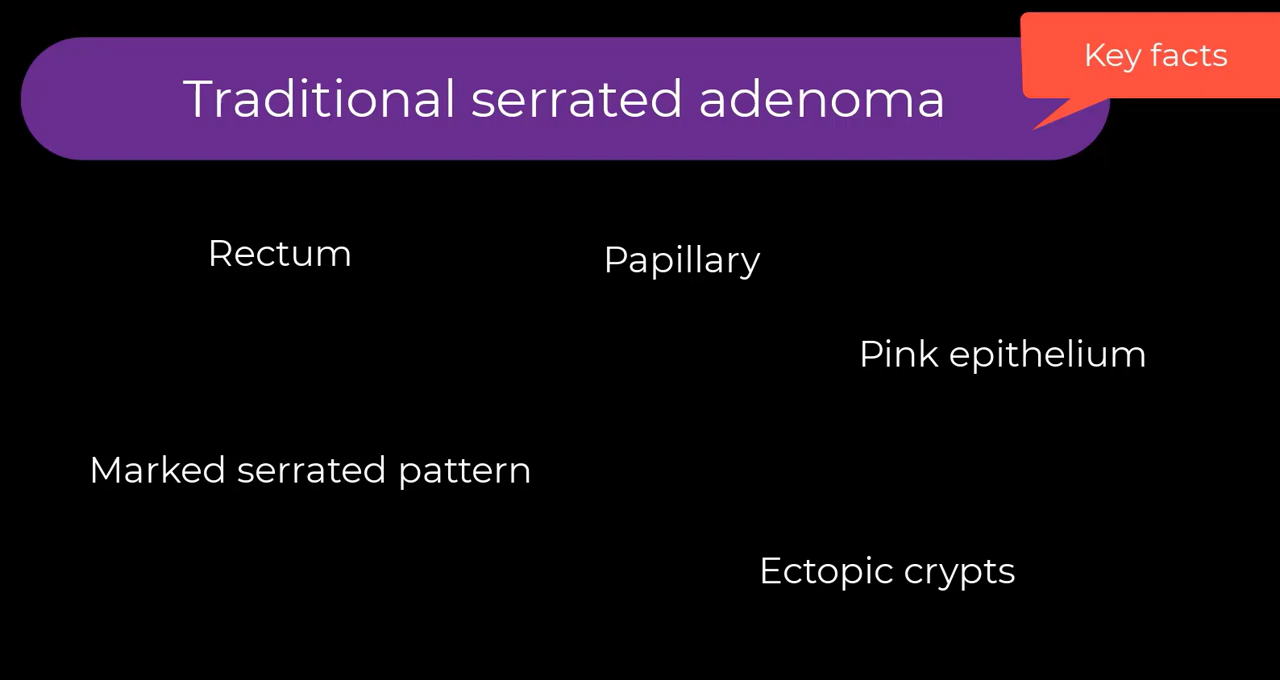 Key facts
Traditional serrated adenoma
Rectum
Papillary
Pink epithelium
Marked serrated pattern
Ectopic crypts